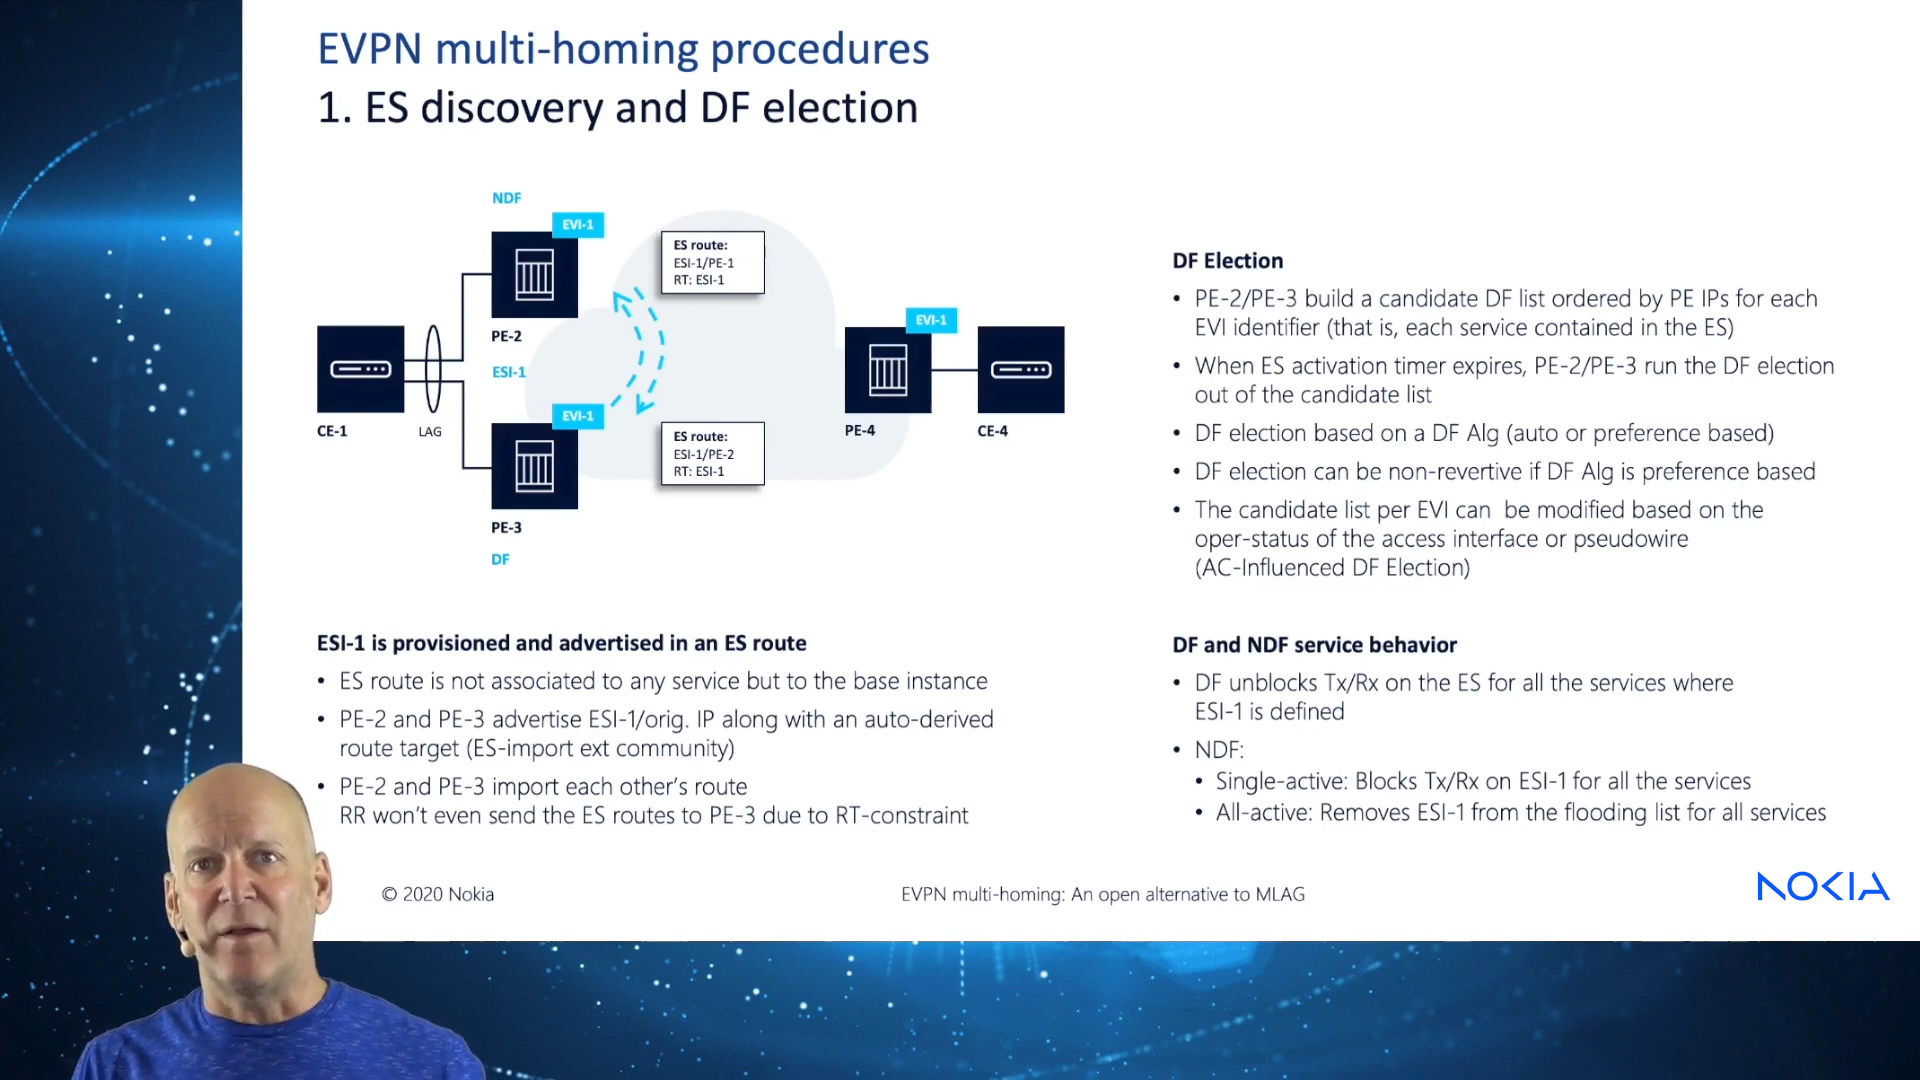 EVPN multi-homing procedures
1. ES discovery and DF election
NDF
EVI-1
PE-2
ESI-1
EVI-1
PE-3
DF
CE-1
LAG
ES route:
ESI-1/PE-1
RT: ESI-1
ES route:
ESI-1/PE-2
RT: ESI-1
EVI-1
PE-4
CE-4
ESI-1 is provisioned and advertised in an ES route
• ES route is not associated to any service but to the base instance
• PE-2 and PE-3 advertise ESI-1/orig. IP along with an auto-derived
route target (ES-import ext community)
• PE-2 and PE-3 import each other’s route
RR won’t even send the ES routes to PE-3 due to RT-constraint
DF Election
• PE-2/PE-3 build a candidate DF list ordered by PE IPs for each
EVI identifier (that is, each service contained in the ES)
• When ES activation timer expires, PE-2/PE-3 run the DF election
out of the candidate list
• DF election based on a DF Alg (auto or preference based)
• DF election can be non-revertive if DF Alg is preference based
• The candidate list per EVI can be modified based on the
oper-status of the access interface or pseudowire
(AC-Influenced DF Election)
DF and NDF service behavior
• DF unblocks Tx/Rx on the ES for all the services where
ESI-1 is defined
• NDF:
• Single-active: Blocks Tx/Rx on ESI-1 for all the services
• All-active: Removes ESI-1 from the flooding list for all services
© 2020 Nokia
EVPN multi-homing: An open alternative to MLAG
NOKIA